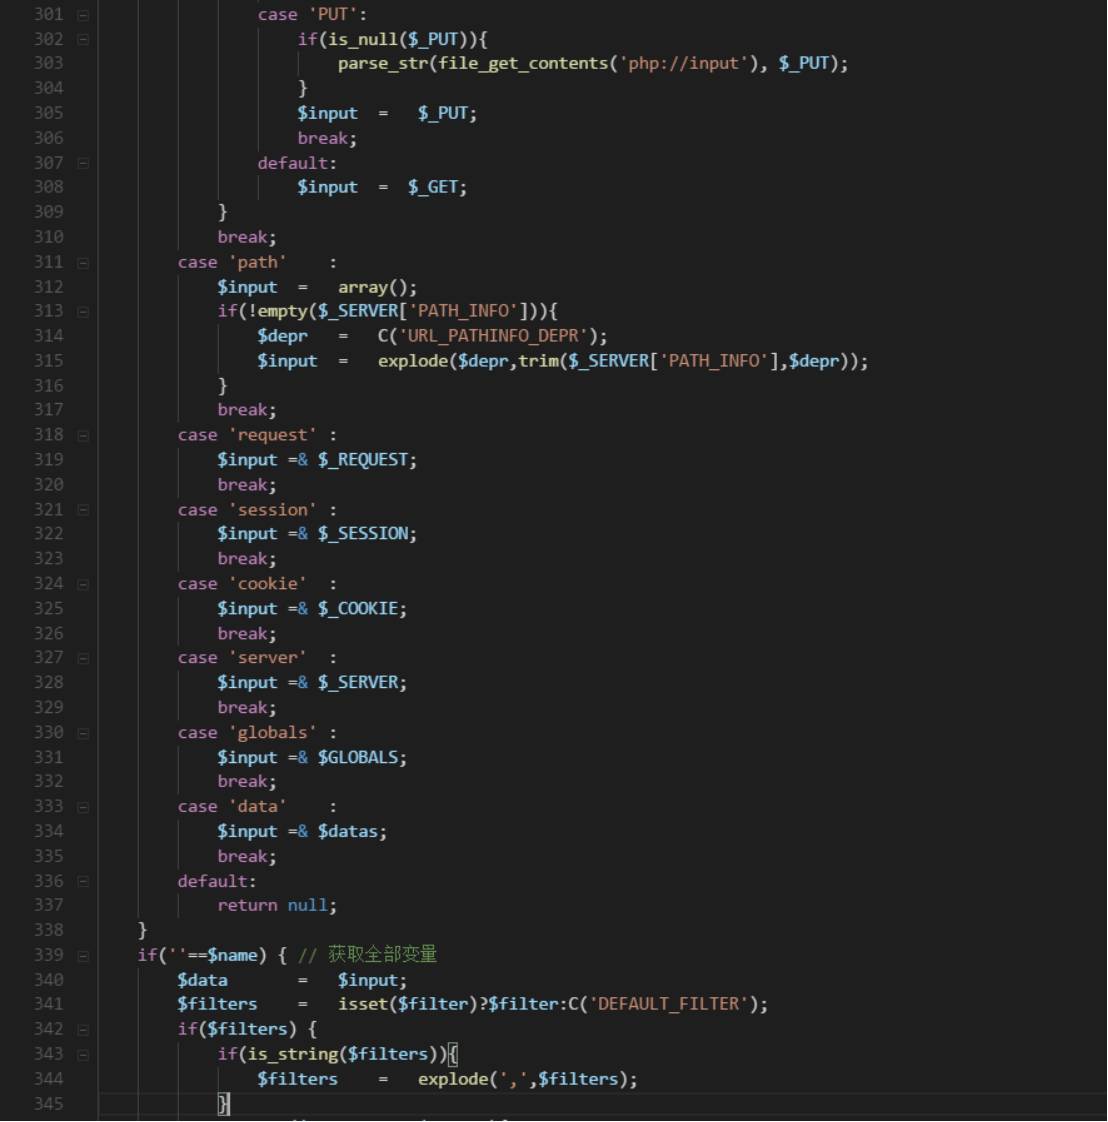 301 case 'PUT':
302 if(is_null($_PUT)){
303 parse_str(file_get_contents('php://input'), $_PUT);
304 }
305 $input = $_PUT;
306 break;
307 default:
308 $input = $_GET;
309 }
310 break;
311 case 'path' :
312 $input = array();
313 if(!empty($_SERVER['PATH_INFO'])){
314 $depr = C('URL_PATHINFO_DEPR');
315 $input = explode($depr,trim($_SERVER['PATH_INFO'],$depr));
316 }
317 break;
318 case 'request' :
319 $input =& $_REQUEST;
320 break;
321 case 'session' :
322 $input =& $_SESSION;
323 break;
324 case 'cookie' :
325 $input =& $_COOKIE;
326 break;
327 case 'server' :
328 $input =& $_SERVER;
329 break;
330 case 'globals' :
331 $input =& $GLOBALS;
332 break;
333 case 'data' :
334 $input =& $datas;
335 break;
336 default:
337 return null;
338 }
339 if(''==$name) { // 获取全部变量
340 $data = $input;
341 $filters = isset($filter)?$filter:C('DEFAULT_FILTER');
342 if($filters) {
343 if(is_string($filters)){
344 $filters = explode(',',$filters);
345 }